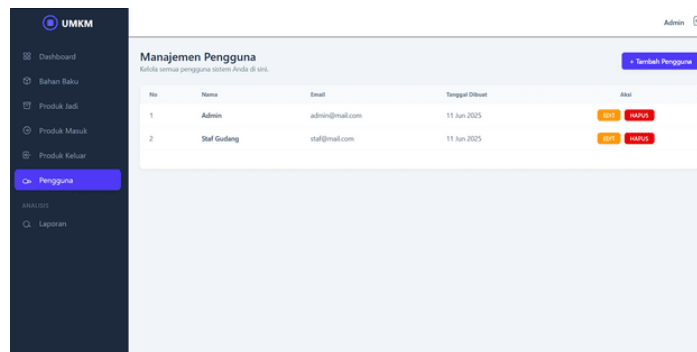 UMKM
Admin
Dashboard
Bahan Baku
Produk Jadi
Produk Masuk
Produk Keluar
Pengguna
ANALISIS
Laporan
Manajemen Pengguna
Kelola semua pengguna sistem Anda di sini.
+ Tambah Pengguna
No Nama Email Tanggal Dibuat Aksi
1 Admin admin@mail.com 11 Jun 2025 EDIT HAPUS
2 Staf Gudang staf@mail.com 11 Jun 2025 EDIT HAPUS